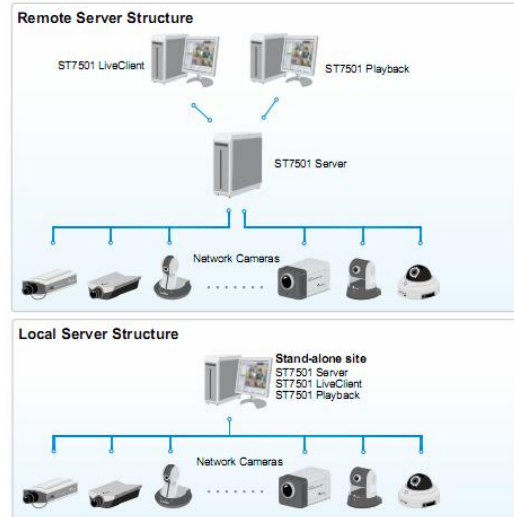 Remote Server Structure
ST7501 LiveClient
ST7501 Playback
ST7501 Server
Network Cameras
Local Server Structure
Stand-alone site
ST7501 Server
ST7501 LiveClient
ST7501 Playback
Network Cameras